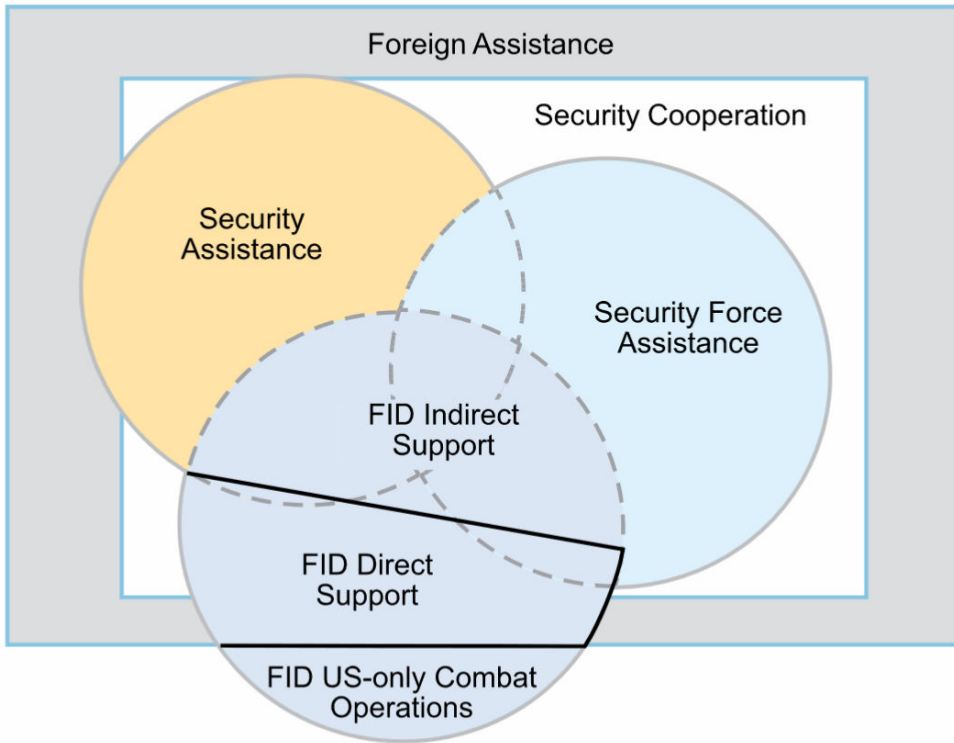 Foreign Assistance
Security Cooperation
Security
Assistance
Security Force
Assistance
FID Indirect
Support
FID Direct
Support
FID US-only Combat
Operations